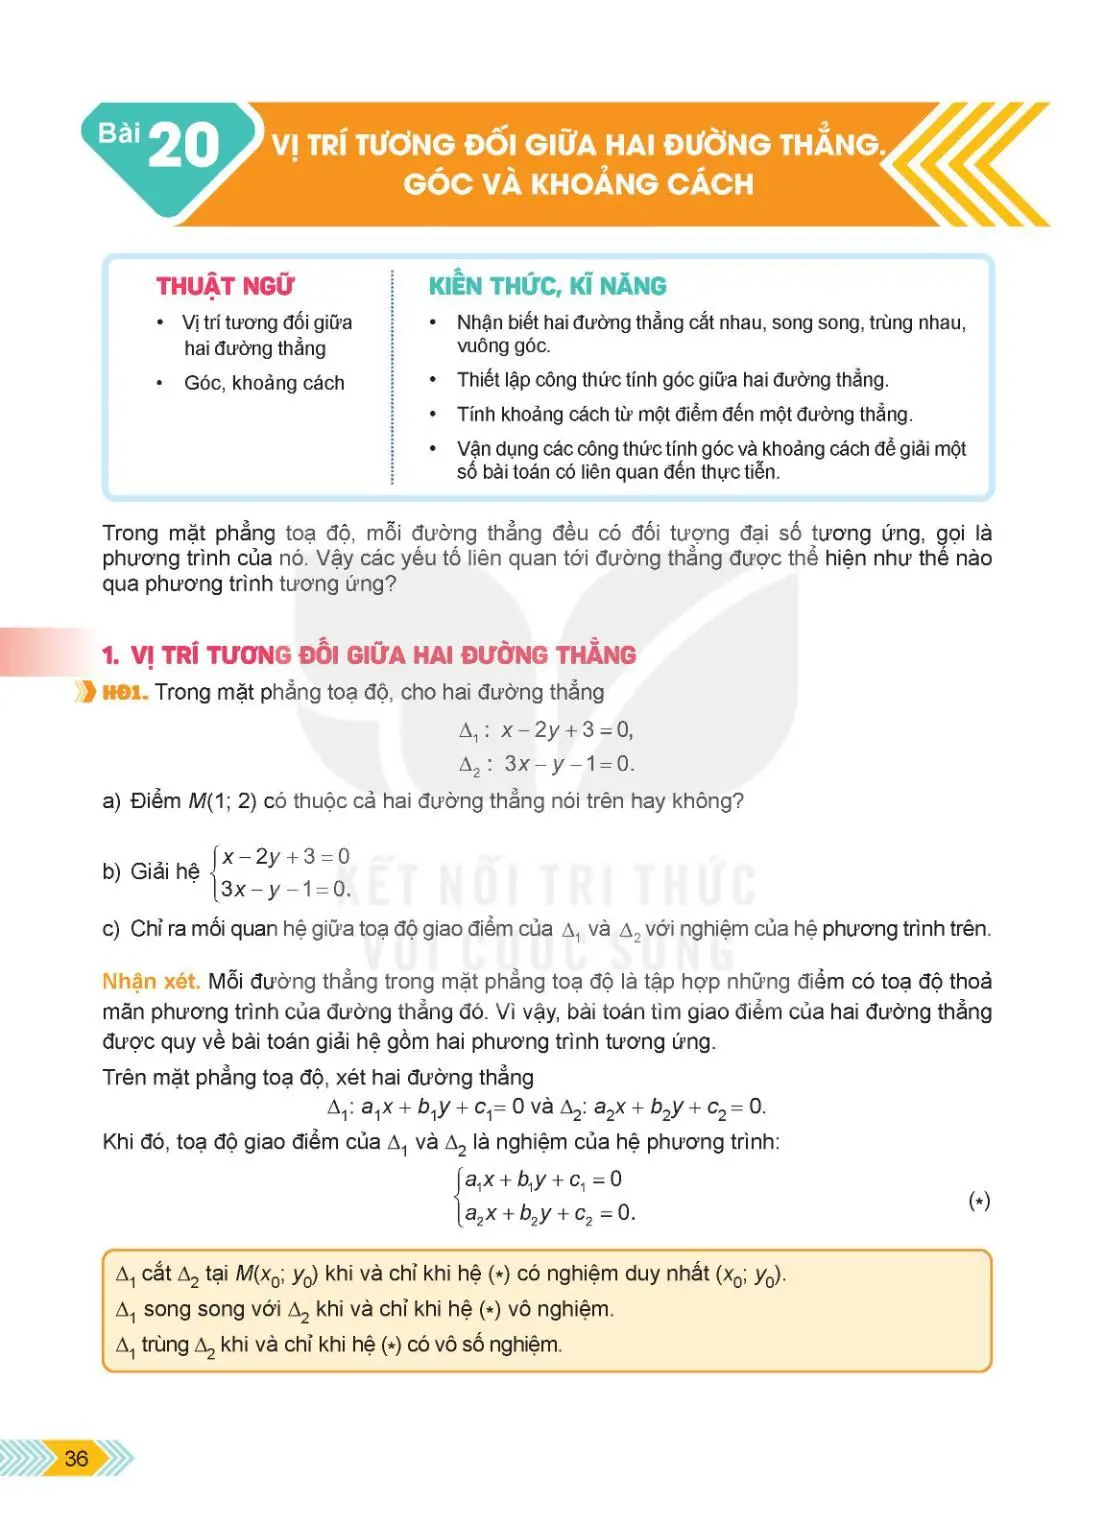 Bài 20
VỊ TRÍ TƯƠNG ĐỐI GIỮA HAI ĐƯỜNG THẲNG.
GÓC VÀ KHOẢNG CÁCH
THUẬT NGỮ
• Vị trí tương đối giữa
hai đường thẳng
• Góc, khoảng cách
KIẾN THỨC, KĨ NĂNG
• Nhận biết hai đường thẳng cắt nhau, song song, trùng nhau,
vuông góc.
• Thiết lập công thức tính góc giữa hai đường thẳng.
• Tính khoảng cách từ một điểm đến một đường thẳng.
• Vận dụng các công thức tính góc và khoảng cách để giải một
số bài toán có liên quan đến thực tiễn.
Trong mặt phẳng toạ độ, mỗi đường thẳng đều có đối tượng đại số tương ứng, gọi là
phương trình của nó. Vậy các yếu tố liên quan tới đường thẳng được thể hiện như thế nào
qua phương trình tương ứng?
1. VỊ TRÍ TƯƠNG ĐỐI GIỮA HAI ĐƯỜNG THẲNG
HĐ1. Trong mặt phẳng toạ độ, cho hai đường thẳng
Δ₁ : x – 2y + 3 = 0,
Δ₂ : 3x – y – 1 = 0.
a) Điểm M(1; 2) có thuộc cả hai đường thẳng nói trên hay không?
b) Giải hệ { x – 2y + 3 = 0
3x – y – 1 = 0.
c) Chỉ ra mối quan hệ giữa toạ độ giao điểm của Δ₁ và Δ₂ với nghiệm của hệ phương trình trên.
KẾT NỐI TRI THỨC
VỚI CUỘC SỐNG
Nhận xét. Mỗi đường thẳng trong mặt phẳng toạ độ là tập hợp những điểm có toạ độ thoả
mãn phương trình của đường thẳng đó. Vì vậy, bài toán tìm giao điểm của hai đường thẳng
được quy về bài toán giải hệ gồm hai phương trình tương ứng.
Trên mặt phẳng toạ độ, xét hai đường thẳng
Δ₁: a₁x + b₁y + c₁= 0 và Δ₂: a₂x + b₂y + c₂ = 0.
Khi đó, toạ độ giao điểm của Δ₁ và Δ₂ là nghiệm của hệ phương trình:
{ a₁x + b₁y + c₁ = 0
a₂x + b₂y + c₂ = 0. (*)
Δ₁ cắt Δ₂ tại M(x₀; y₀) khi và chỉ khi hệ (*) có nghiệm duy nhất (x₀; y₀).
Δ₁ song song với Δ₂ khi và chỉ khi hệ (*) vô nghiệm.
Δ₁ trùng Δ₂ khi và chỉ khi hệ (*) có vô số nghiệm.
36